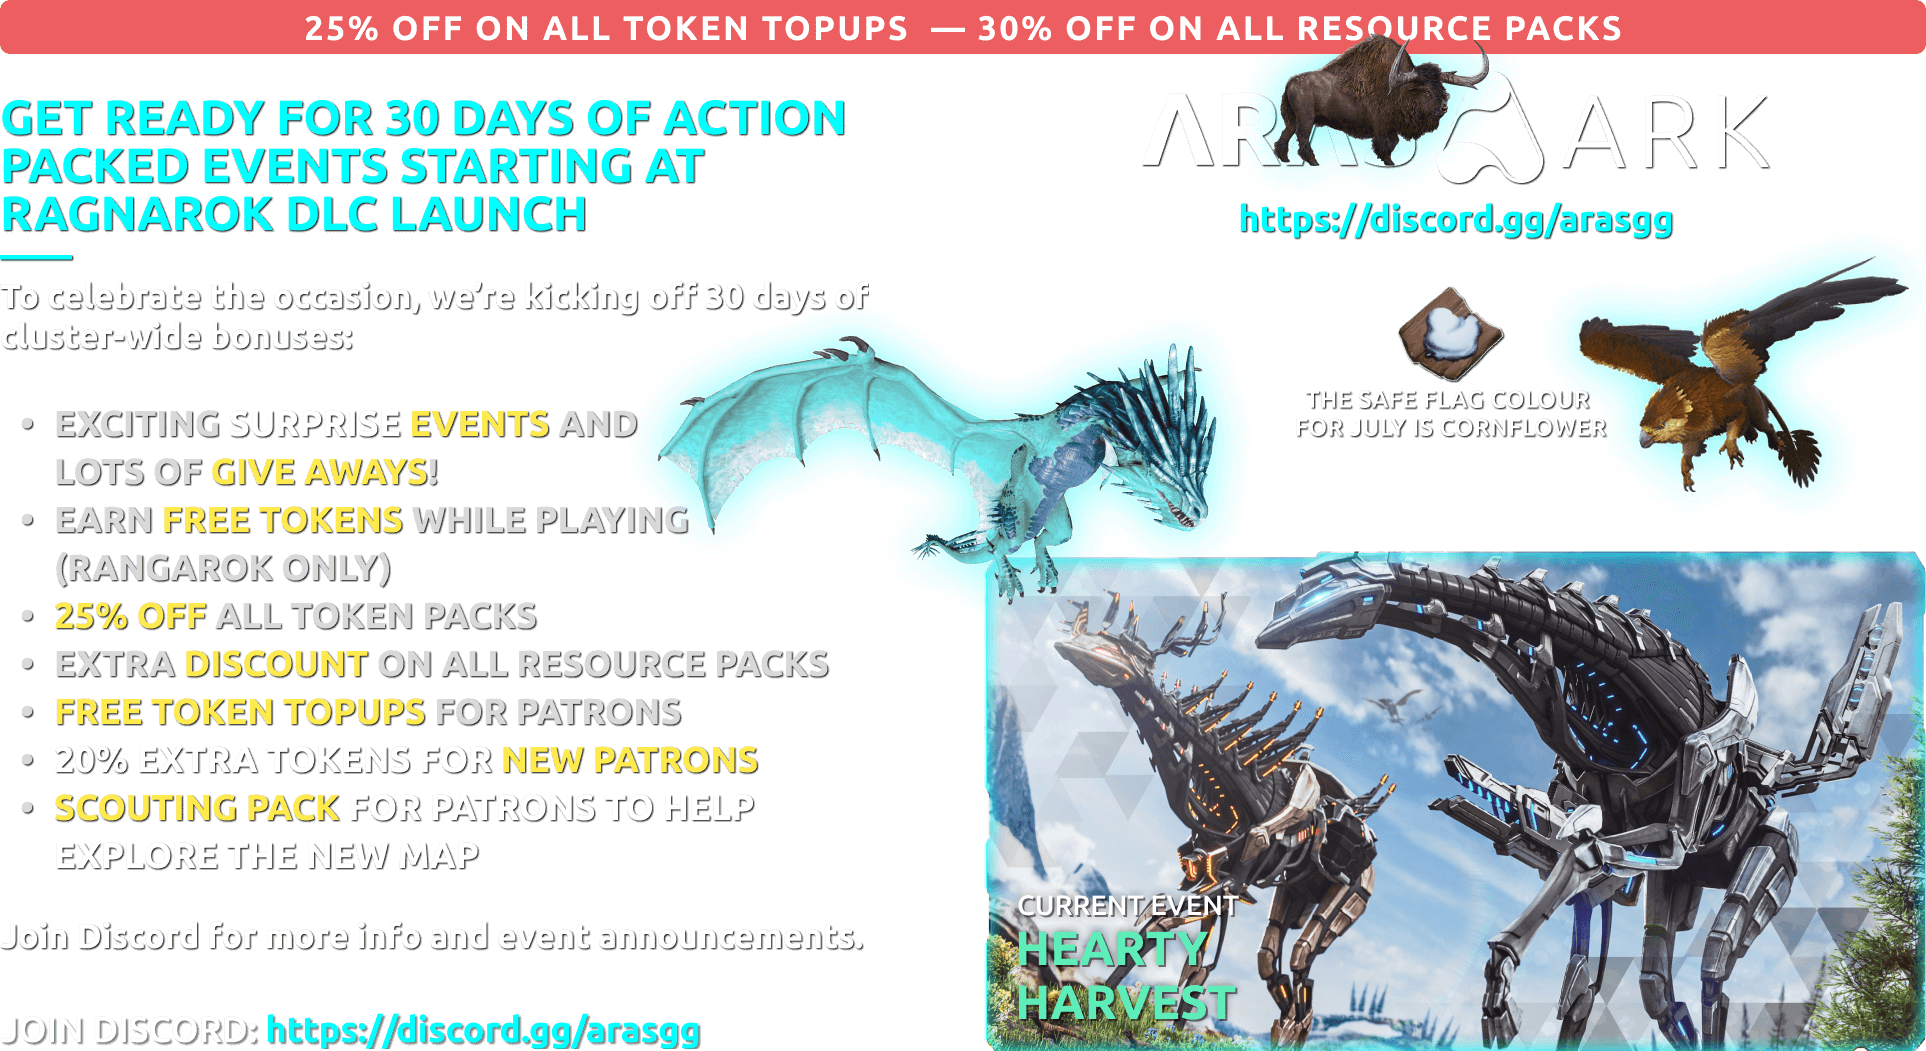 25% OFF ON ALL TOKEN TOPUPS — 30% OFF ON ALL RESOURCE PACKS
GET READY FOR 30 DAYS OF ACTION
PACKED EVENTS STARTING AT
RAGNAROK DLC LAUNCH
To celebrate the occasion, we're kicking off 30 days of
cluster-wide bonuses:
• EXCITING SURPRISE EVENTS AND
LOTS OF GIVE AWAYS!
• EARN FREE TOKENS WHILE PLAYING
(RANGAROK ONLY)
• 25% OFF ALL TOKEN PACKS
• EXTRA DISCOUNT ON ALL RESOURCE PACKS
• FREE TOKEN TOPUPS FOR PATRONS
• 20% EXTRA TOKENS FOR NEW PATRONS
• SCOUTING PACK FOR PATRONS TO HELP
EXPLORE THE NEW MAP
Join Discord for more info and event announcements.
JOIN DISCORD: https://discord.gg/arasgg
ARAS ARK
https://discord.gg/arasgg
THE SAFE FLAG COLOUR
FOR JULY IS CORNFLOWER
CURRENT EVENT
HEARTY
HARVEST